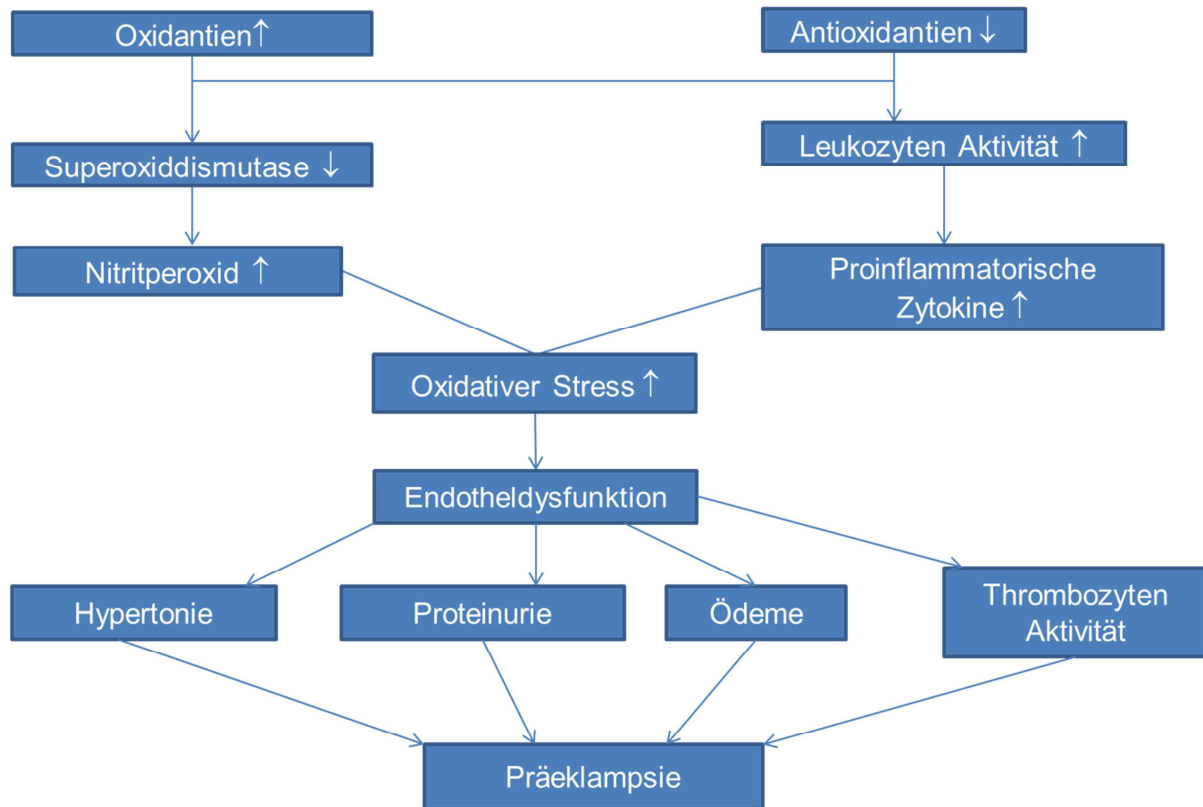 Oxidantien↑
Antioxidantien↓
Superoxiddismutase ↓
Leukozyten Aktivität ↑
Nitritperoxid ↑
Proinflammatorische
Zytokine↑
Oxidativer Stress↑
Endotheldysfunktion
Hypertonie
Proteinurie
Ödeme
Thrombozyten
Aktivität
Präeklampsie